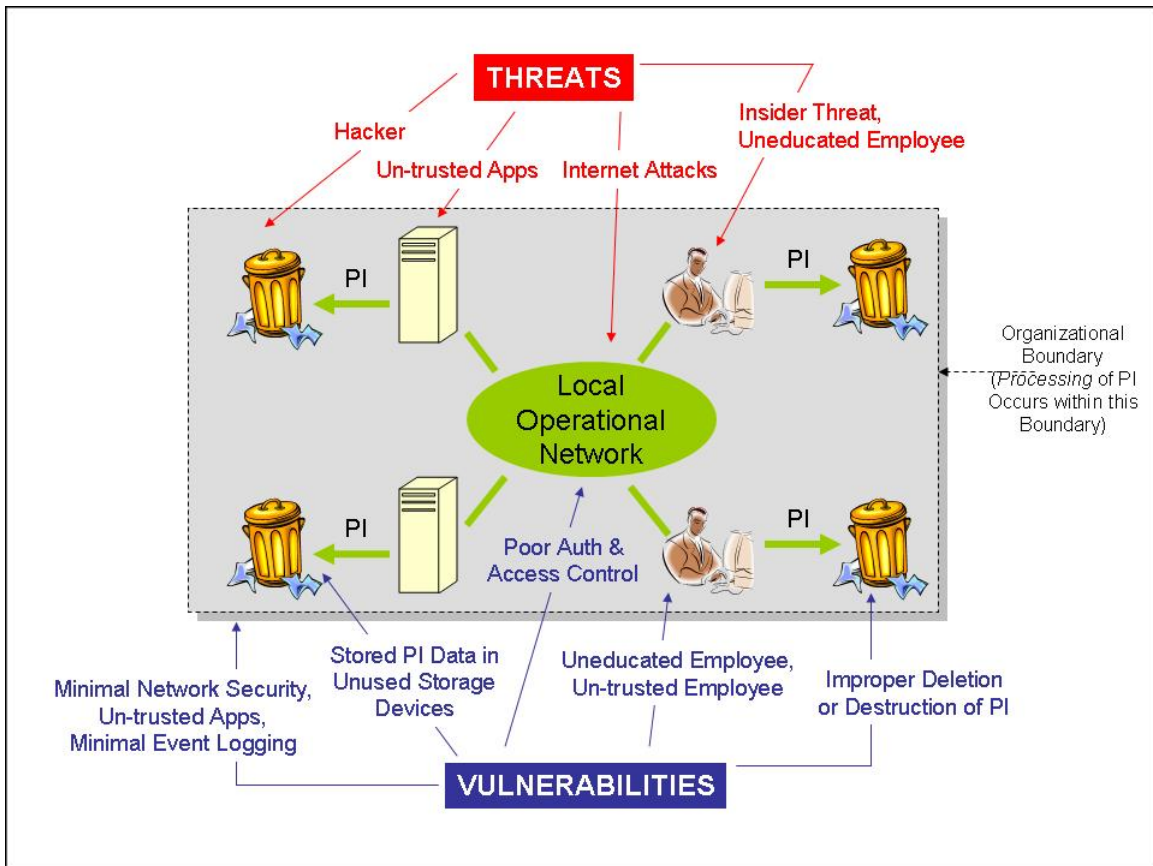 THREATS
Hacker
Un-trusted Apps
Internet Attacks
Insider Threat,
Uneducated Employee
PI
PI
Organizational
Boundary
(Processing of PI
Occurs within this
Boundary)
Local
Operational
Network
PI
PI
Poor Auth &
Access Control
Minimal Network Security,
Un-trusted Apps,
Minimal Event Logging
Stored PI Data in
Unused Storage
Devices
Uneducated Employee,
Un-trusted Employee
Improper Deletion
or Destruction of PI
VULNERABILITIES